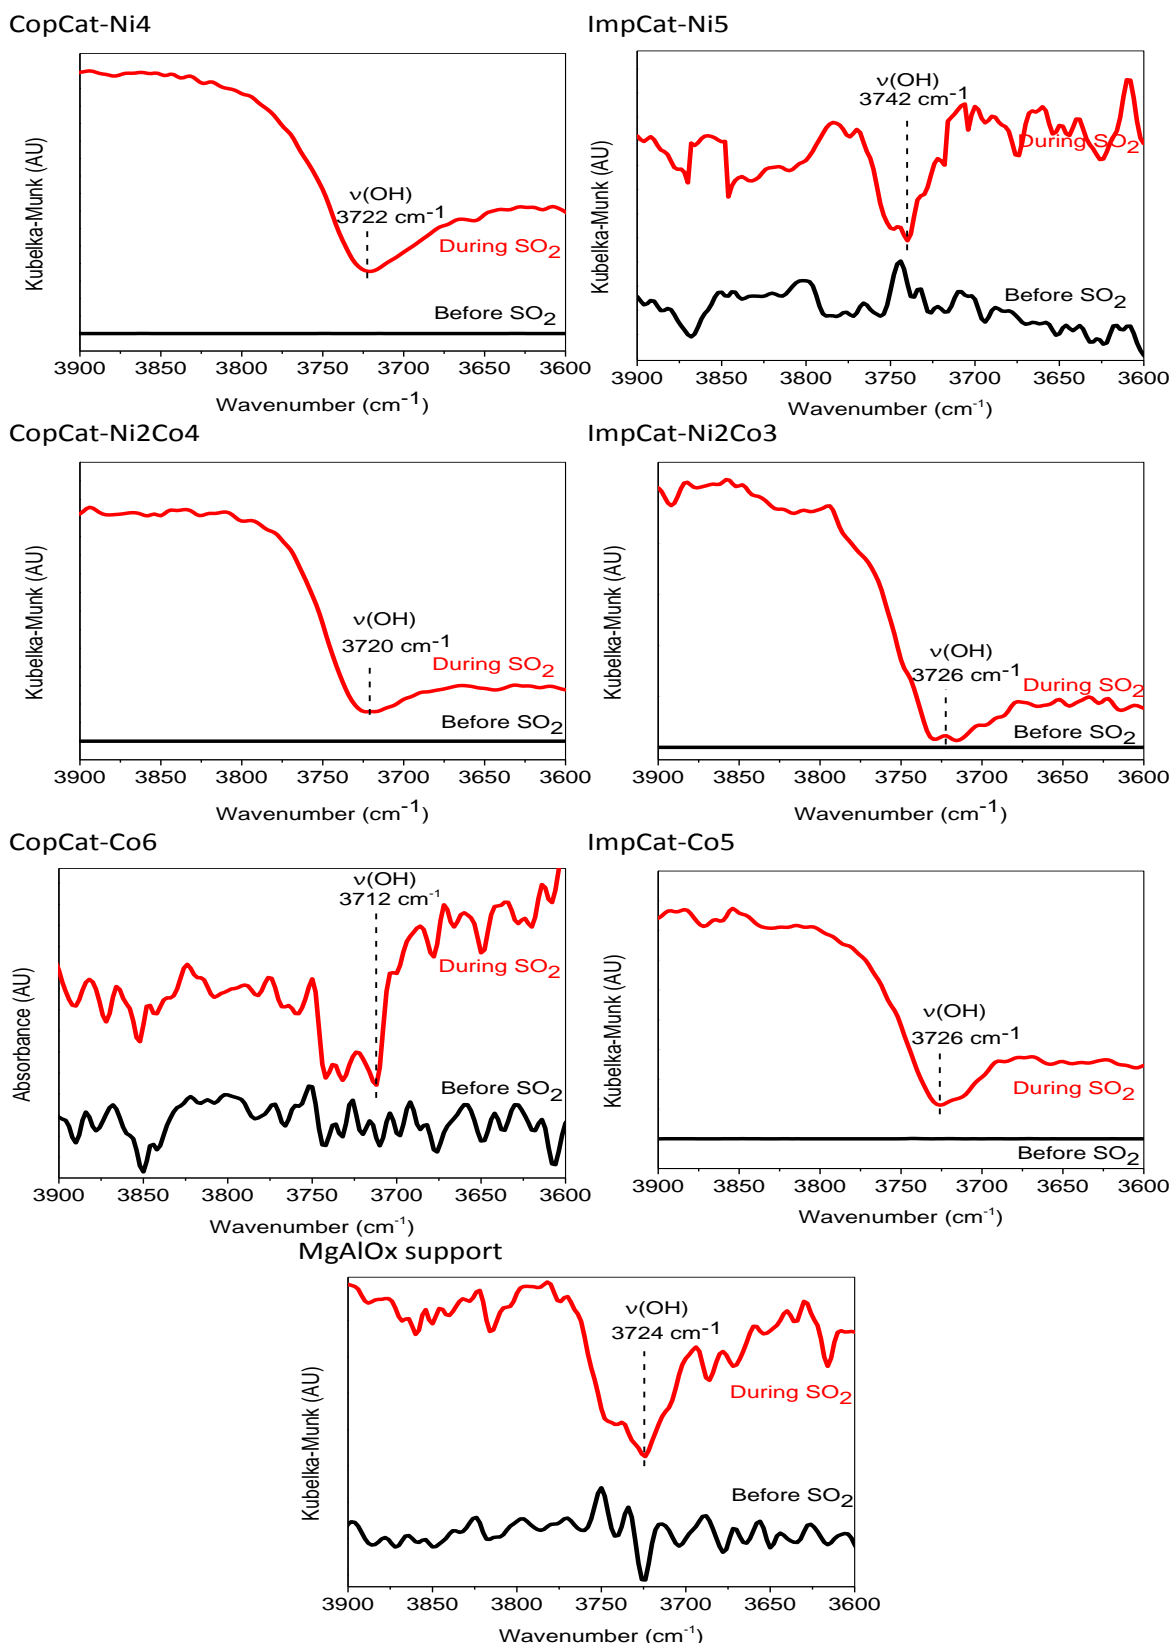 CopCat-Ni4
Kubelka-Munk (AU)
ν(OH)
3722 cm⁻¹
During SO₂
Before SO₂
3900 3850 3800 3750 3700 3650 3600
Wavenumber (cm⁻¹)
ImpCat-Ni5
Kubelka-Munk (AU)
ν(OH)
3742 cm⁻¹
During SO₂
Before SO₂
3900 3850 3800 3750 3700 3650 3600
Wavenumber (cm⁻¹)
CopCat-Ni2Co4
Kubelka-Munk (AU)
ν(OH)
3720 cm⁻¹
During SO₂
Before SO₂
3900 3850 3800 3750 3700 3650 3600
Wavenumber (cm⁻¹)
ImpCat-Ni2Co3
Kubelka-Munk (AU)
ν(OH)
3726 cm⁻¹
During SO₂
Before SO₂
3900 3850 3800 3750 3700 3650 3600
Wavenumber (cm⁻¹)
CopCat-Co6
Absorbance (AU)
ν(OH)
3712 cm⁻¹
During SO₂
Before SO₂
3900 3850 3800 3750 3700 3650 3600
Wavenumber (cm⁻¹)
ImpCat-Co5
Kubelka-Munk (AU)
ν(OH)
3726 cm⁻¹
During SO₂
Before SO₂
3900 3850 3800 3750 3700 3650 3600
Wavenumber (cm⁻¹)
MgAlOx support
Kubelka-Munk (AU)
ν(OH)
3724 cm⁻¹
During SO₂
Before SO₂
3900 3850 3800 3750 3700 3650 3600
Wavenumber (cm⁻¹)